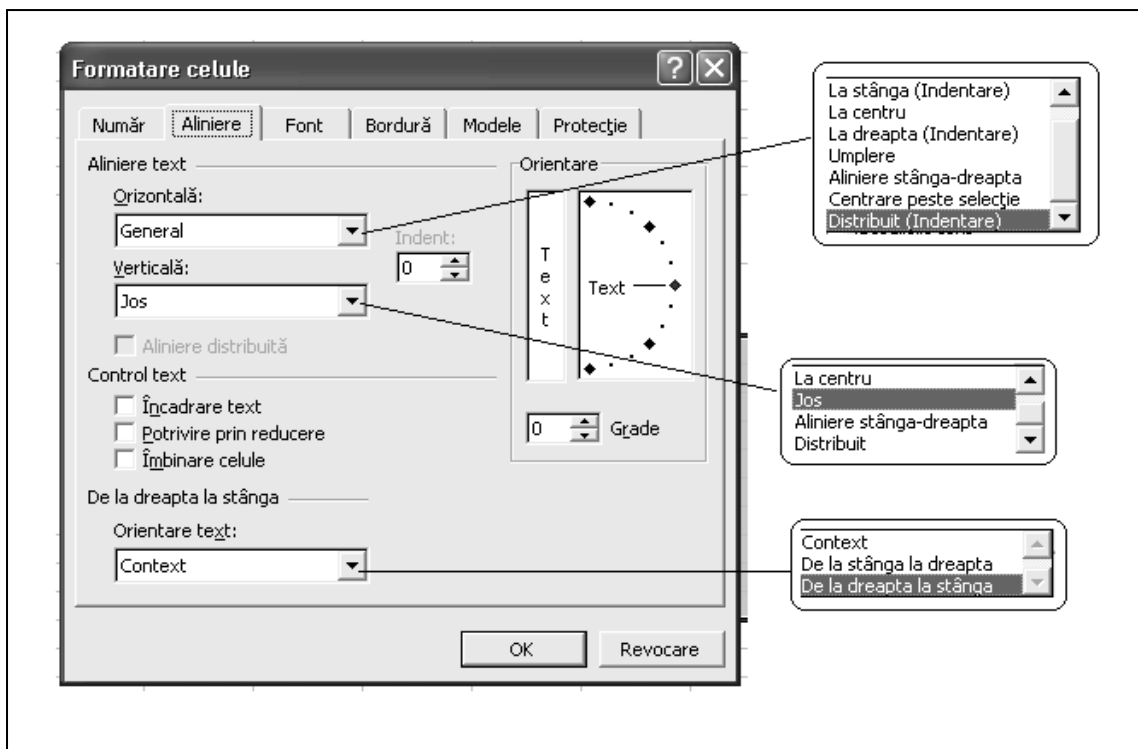 Formatare celule
Număr Aliniere Font Bordură Modele Protecție
Aliniere text
Orizontală:
General
Indent:
0
Verticală:
Jos
Aliniere distribuită
Control text
Încadrare text
Potrivire prin reducere
Îmbinare celule
De la dreapta la stânga
Orientare text:
Context
Orientare
Text
Text
0 Grade
OK Revocare
La stânga (Indentare)
La centru
La dreapta (Indentare)
Umplere
Aliniere stânga-dreapta
Centrare peste selecție
Distribuit (Indentare)
La centru
Jos
Aliniere stânga-dreapta
Distribuit
Context
De la stânga la dreapta
De la dreapta la stânga